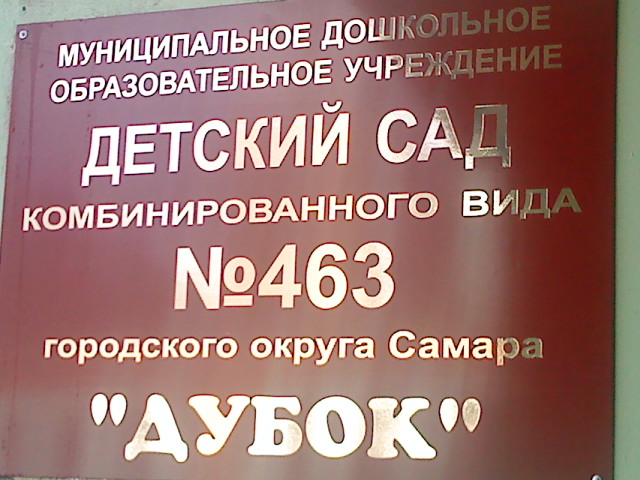 МУНИЦИПАЛЬНОЕ ДОШКОЛЬНОЕ
ОБРАЗОВАТЕЛЬНОЕ УЧРЕЖДЕНИЕ
ДЕТСКИЙ САД
КОМБИНИРОВАННОГО ВИДА
№463
городского округа Самара
"ДУБОК"